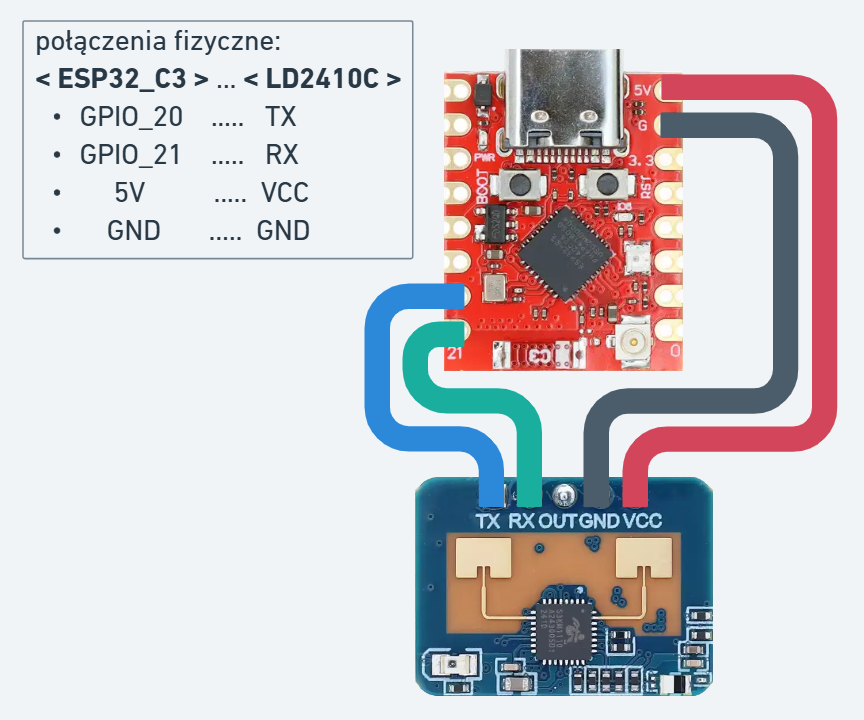 połączenia fizyczne:
< ESP32_C3 > ... < LD2410C >
• GPIO_20 ..... TX
• GPIO_21 ..... RX
• 5V ..... VCC
• GND ..... GND
5V
G
PWR
3.3
BOOT
RST
21
C3
0
TX RX OUT GND VCC